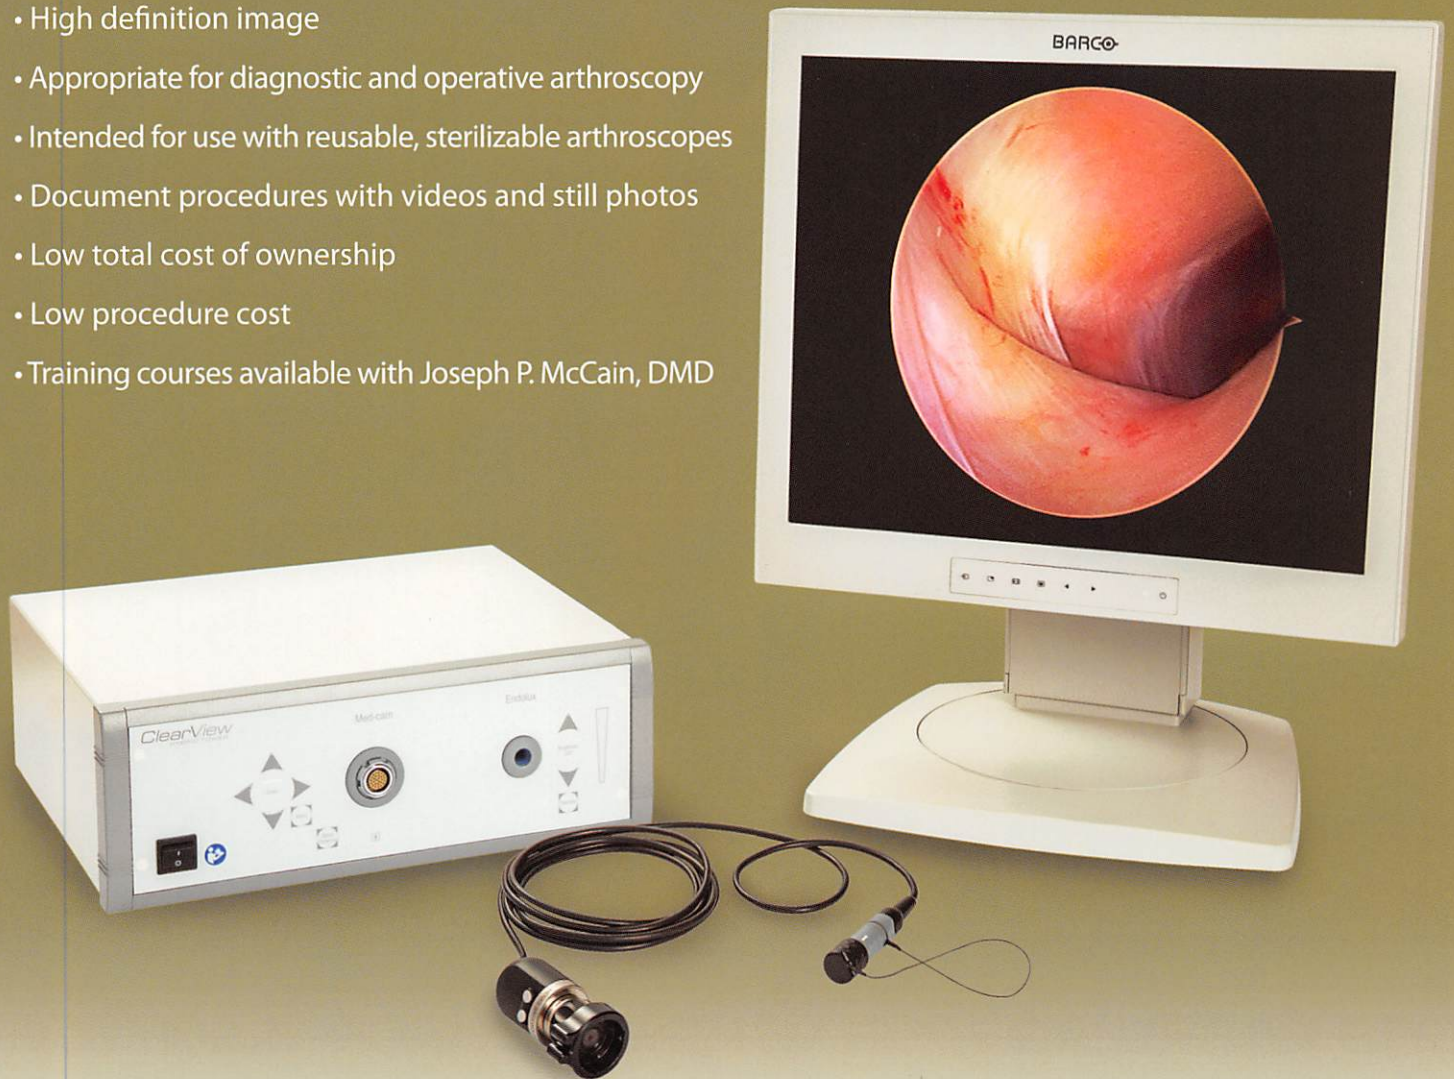 • High definition image
• Appropriate for diagnostic and operative arthroscopy
• Intended for use with reusable, sterilizable arthroscopes
• Document procedures with videos and still photos
• Low total cost of ownership
• Low procedure cost
• Training courses available with Joseph P. McCain, DMD
BARCO
ClearView
Med-cam
Endolux